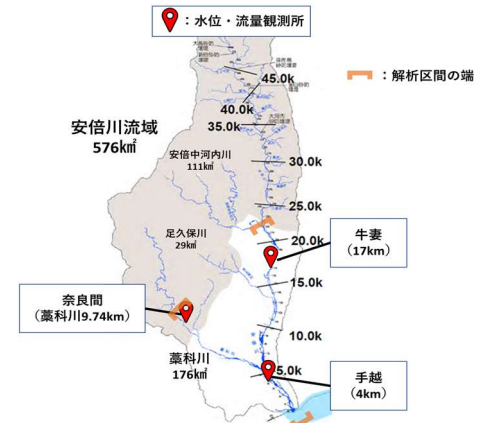 ：水位・流量観測所
：解析区間の端
45.0k
40.0k
35.0k
安倍川流域
576㎢
安倍中河内川
111㎢
30.0k
25.0k
足久保川
29㎢
20.0k
牛妻
（17km）
15.0k
奈良間
（藁科川9.74km）
10.0k
藁科川
176㎢
5.0k
手越
（4km）